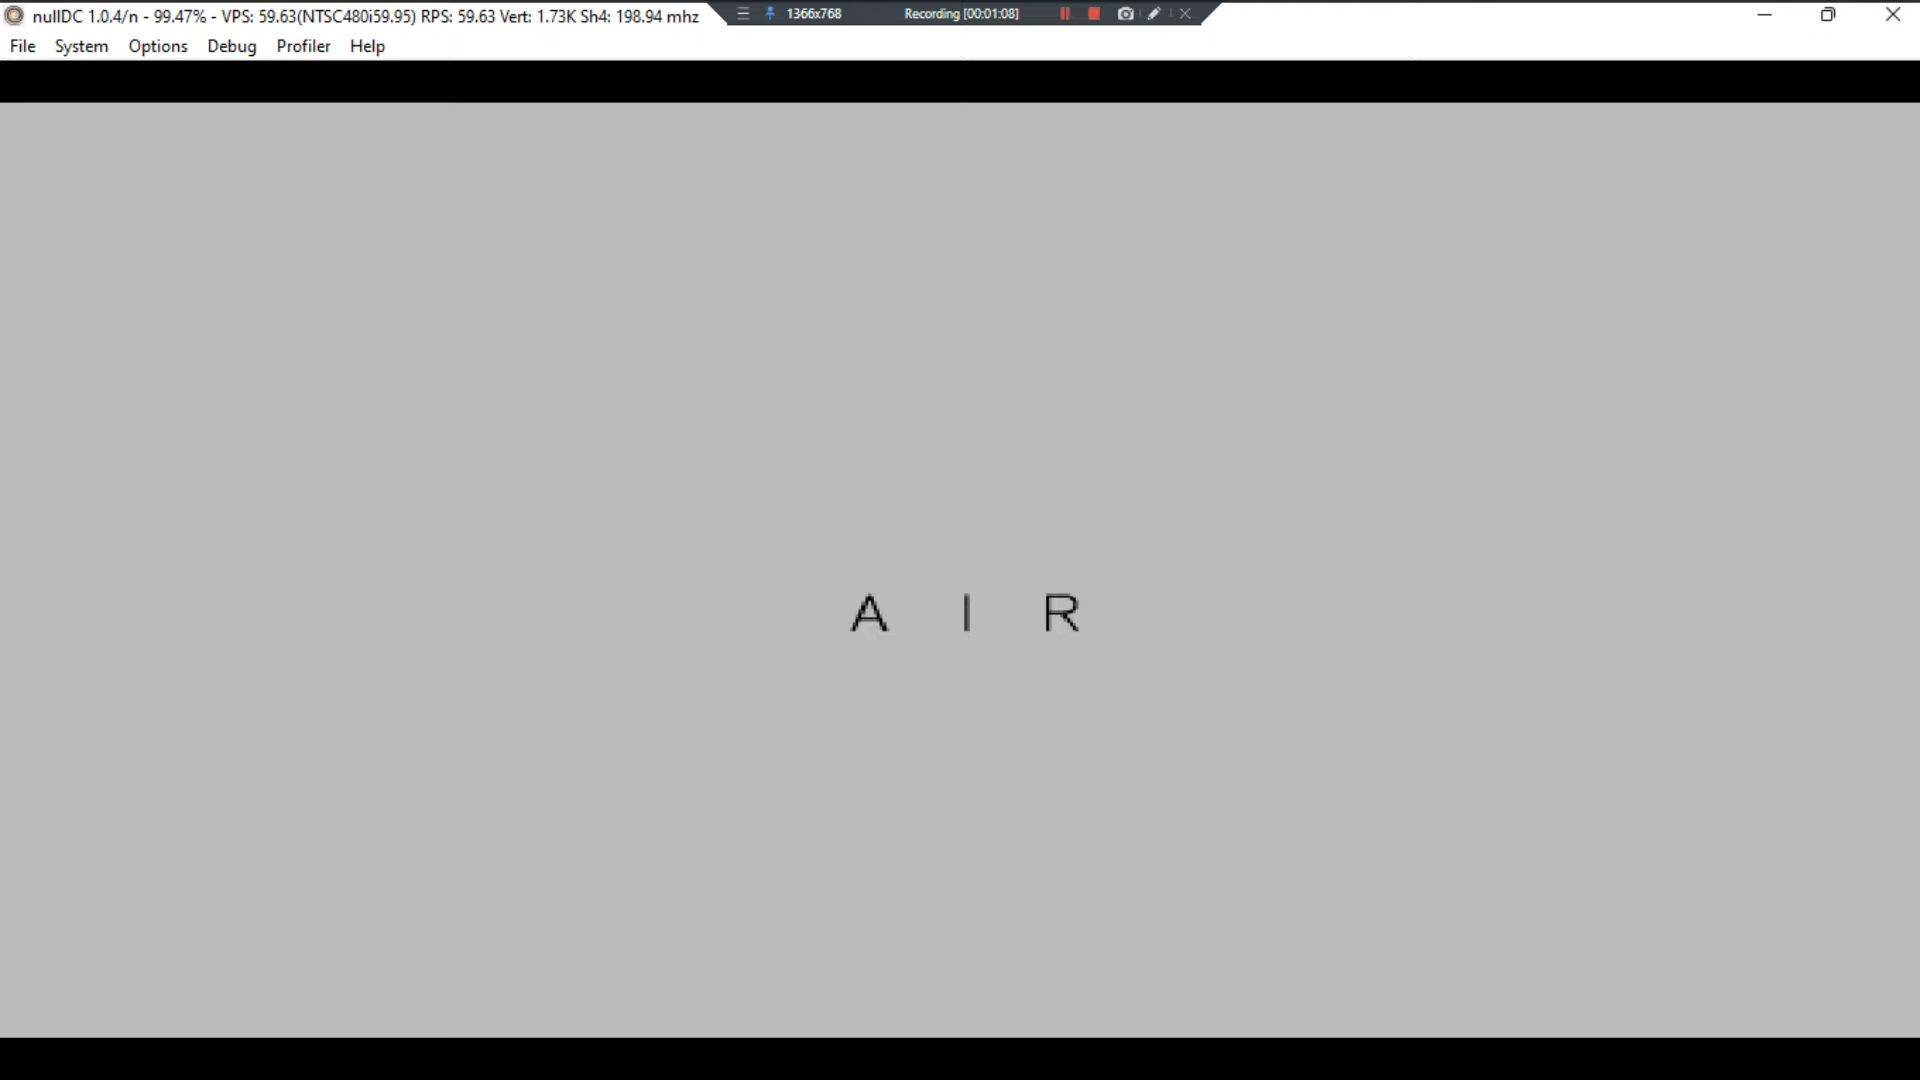 nullDC 1.0.4/n - 99.47% - VPS: 59.63(NTSC480i59.95) RPS: 59.63 Vert: 1.73K Sh4: 198.94 mhz
1366x768
Recording [00:01:08]
File System Options Debug Profiler Help
A I R